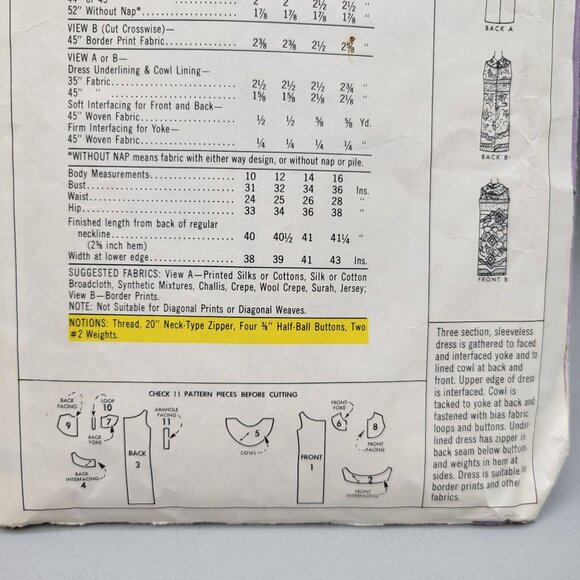 52" Without Nap*.................. 1⅞ 1⅞ 2⅛ 2⅛ "
VIEW B (Cut Crosswise)—
45" Border Print Fabric........... 2⅜ 2⅜ 2½ 2⅝ "
VIEW A or B—
Dress Underlining & Cowl Lining—
35" Fabric........................ 2½ 2½ 2½ 2¾ "
45" " ........................ 1⅝ 1⅝ 2⅛ 2⅛ "
Soft Interfacing for Front and Back—
45" Woven Fabric.................. ½ ½ ⅝ ⅝ Yd.
Firm Interfacing for Yoke—
45" Woven Fabric.................. ¼ ¼ ¼ ¼ "
*WITHOUT NAP means fabric with either way design, or without nap or pile.
Body Measurements................. 10 12 14 16
Bust.............................. 31 32 34 36 Ins.
Waist............................. 24 25 26 28 "
Hip............................... 33 34 36 38 "
Finished length from back of regular
neckline.......................... 40 40½ 41 41¼ "
(2⅝ inch hem)
Width at lower edge............... 38 39 41 43 Ins.
SUGGESTED FABRICS: View A—Printed Silks or Cottons, Silk or Cotton
Broadcloth, Synthetic Mixtures, Challis, Crepe, Wool Crepe, Surah, Jersey;
View B—Border Prints.
NOTE: Not Suitable for Diagonal Prints or Diagonal Weaves.
NOTIONS: Thread, 20" Neck-Type Zipper, Four ⅜" Half-Ball Buttons, Two
#2 Weights.
CHECK 11 PATTERN PIECES BEFORE CUTTING
BACK FACING
9
LOOP
10
7
BACK YOKE
BACK INTERFACING
4
BACK
3
ARMHOLE FACING
11
5
COWL
FRONT
1
FRONT YOKE
6
8
FRONT FACING
2
FRONT INTERFACING
BACK A
BACK B
FRONT B
Three section, sleeveless
dress is gathered to faced
and interfaced yoke and to
lined cowl at back and
front. Upper edge of dress
is interfaced. Cowl is
tacked to yoke at back and
fastened with bias fabric
loops and buttons. Under-
lined dress has zipper in
back seam below buttons
and weights in hem at
sides. Dress is suitable for
border prints and other
fabrics.